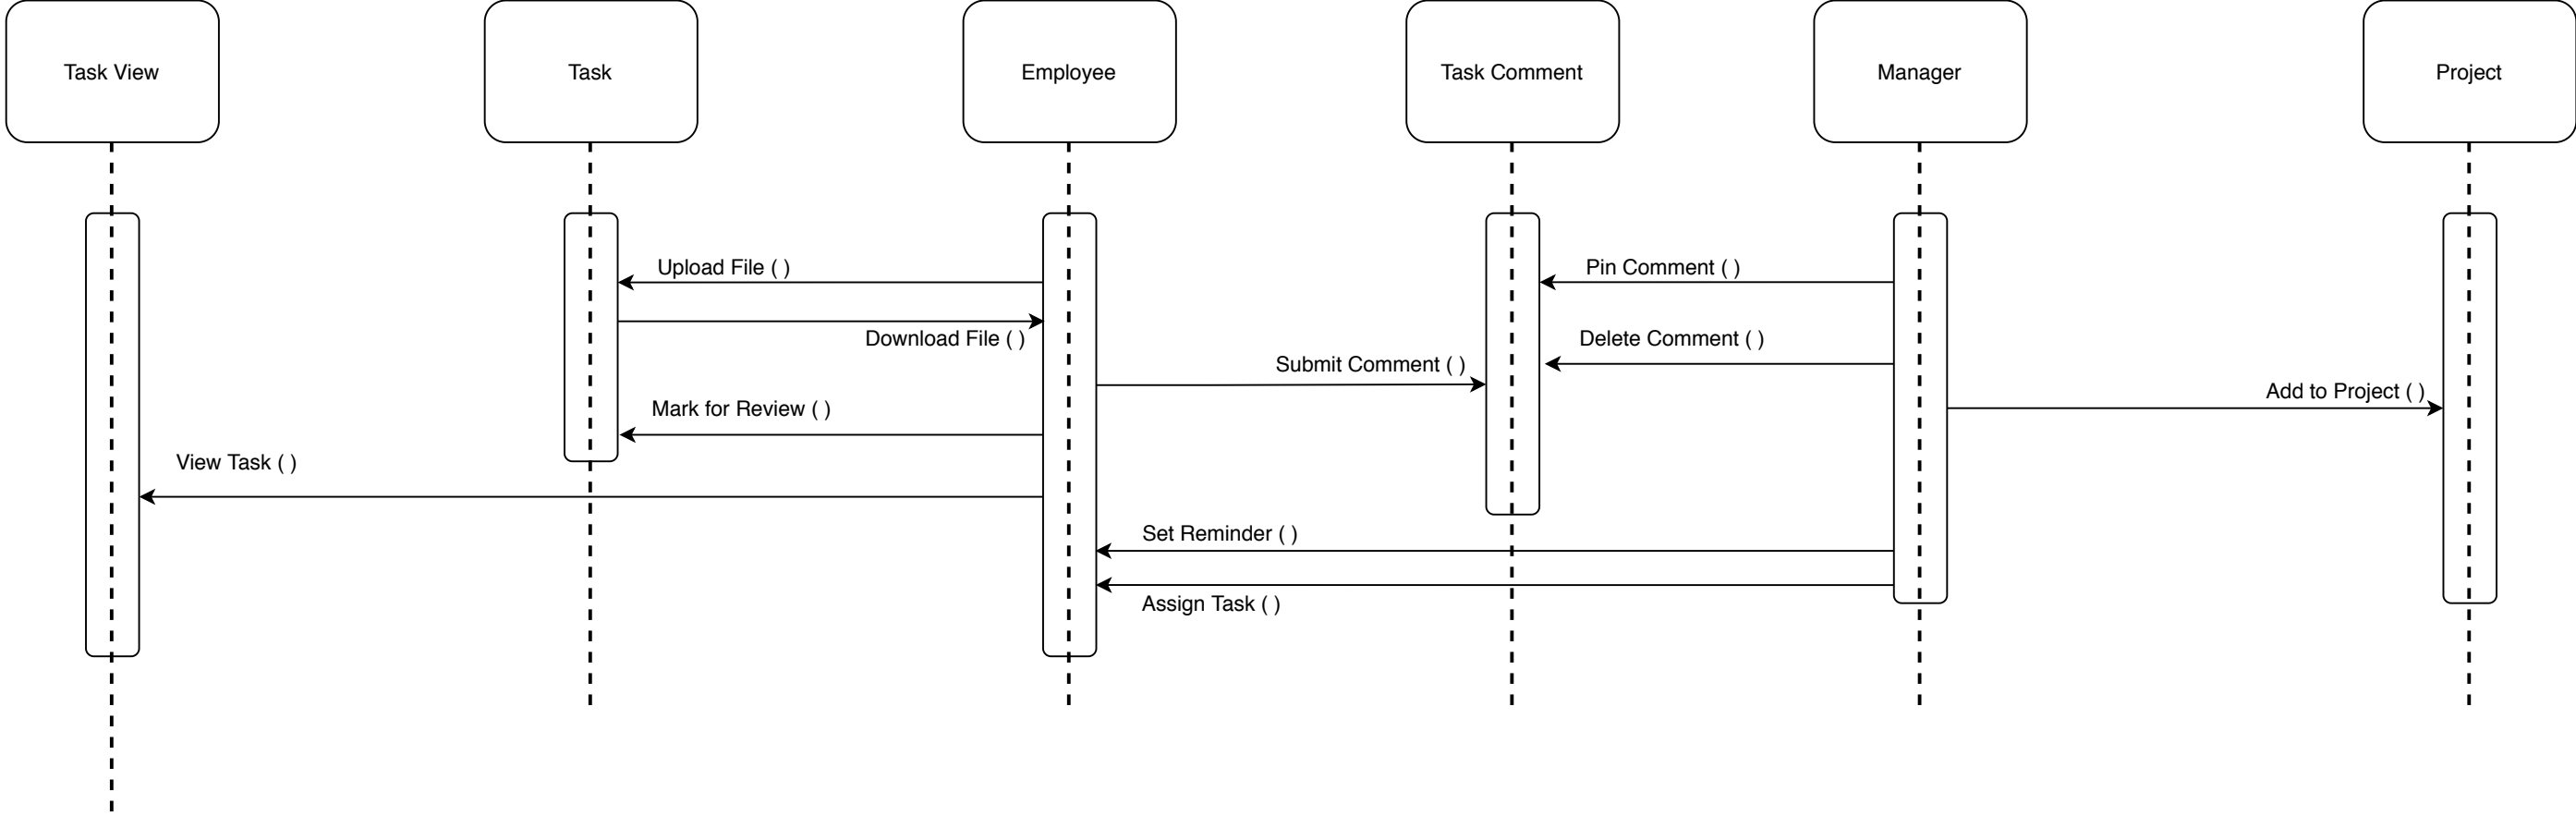 Task View
Task
Employee
Task Comment
Manager
Project
Upload File ( )
Pin Comment ( )
Download File ( )
Delete Comment ( )
Submit Comment ( )
Add to Project ( )
Mark for Review ( )
View Task ( )
Set Reminder ( )
Assign Task ( )